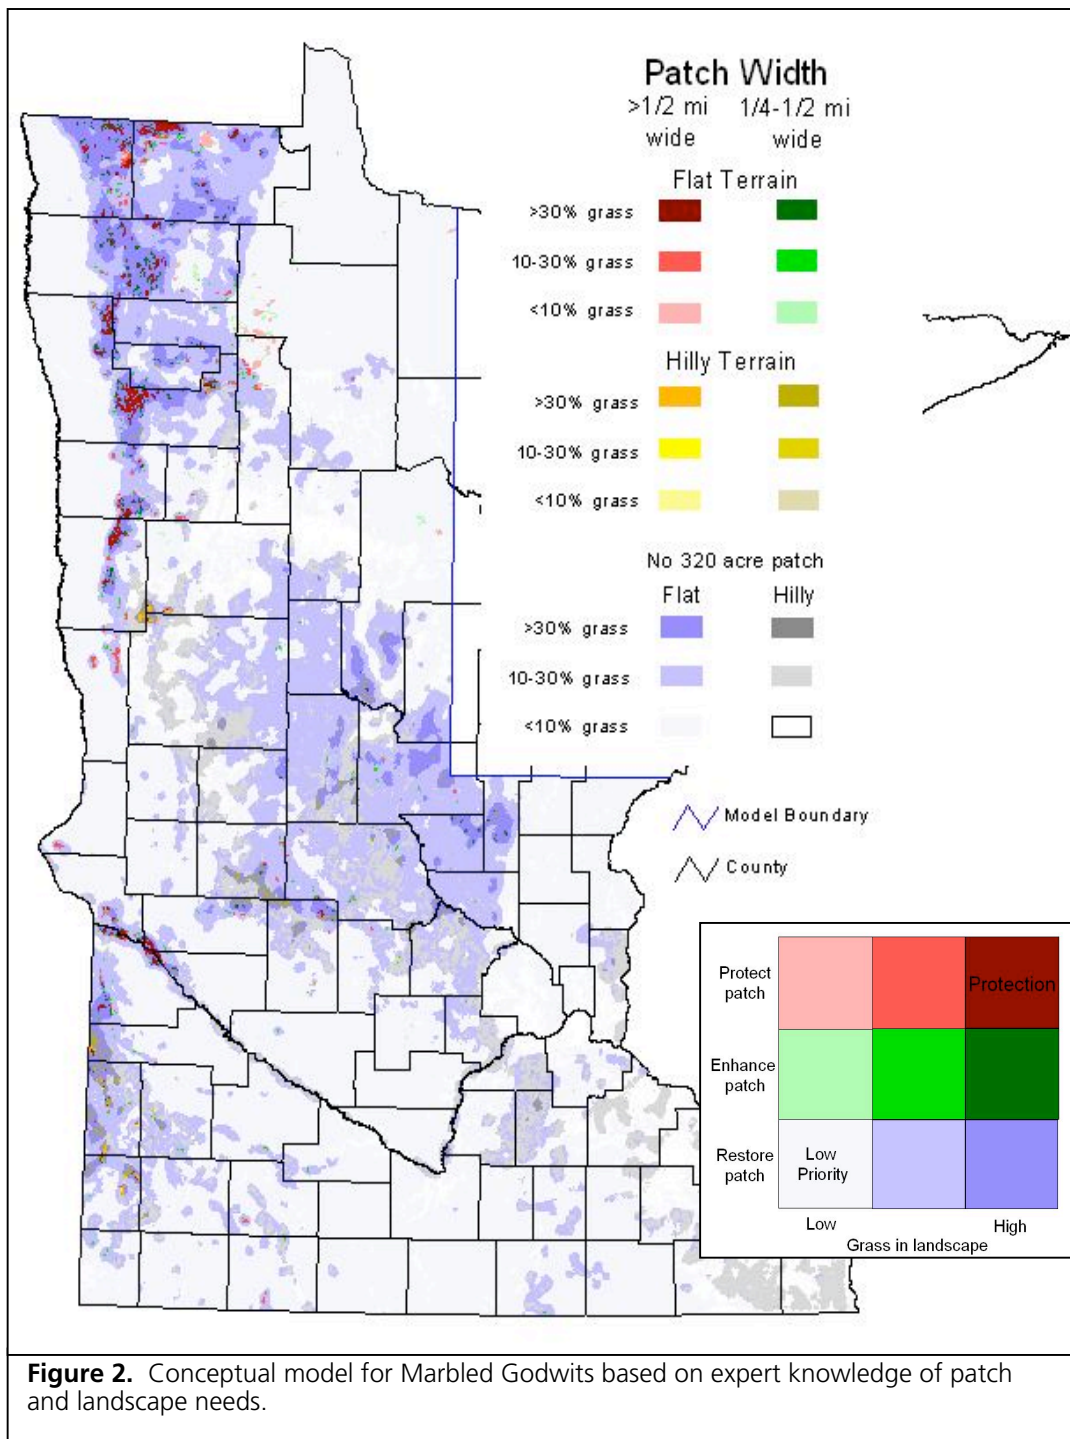 Patch Width
>1/2 mi 1/4-1/2 mi
wide wide
Flat Terrain
>30% grass
10-30% grass
<10% grass
Hilly Terrain
>30% grass
10-30% grass
<10% grass
No 320 acre patch
Flat Hilly
>30% grass
10-30% grass
<10% grass
Model Boundary
County
Protect
patch
Protection
Enhance
patch
Restore
patch
Low
Priority
Low High
Grass in landscape
Figure 2. Conceptual model for Marbled Godwits based on expert knowledge of patch
and landscape needs.